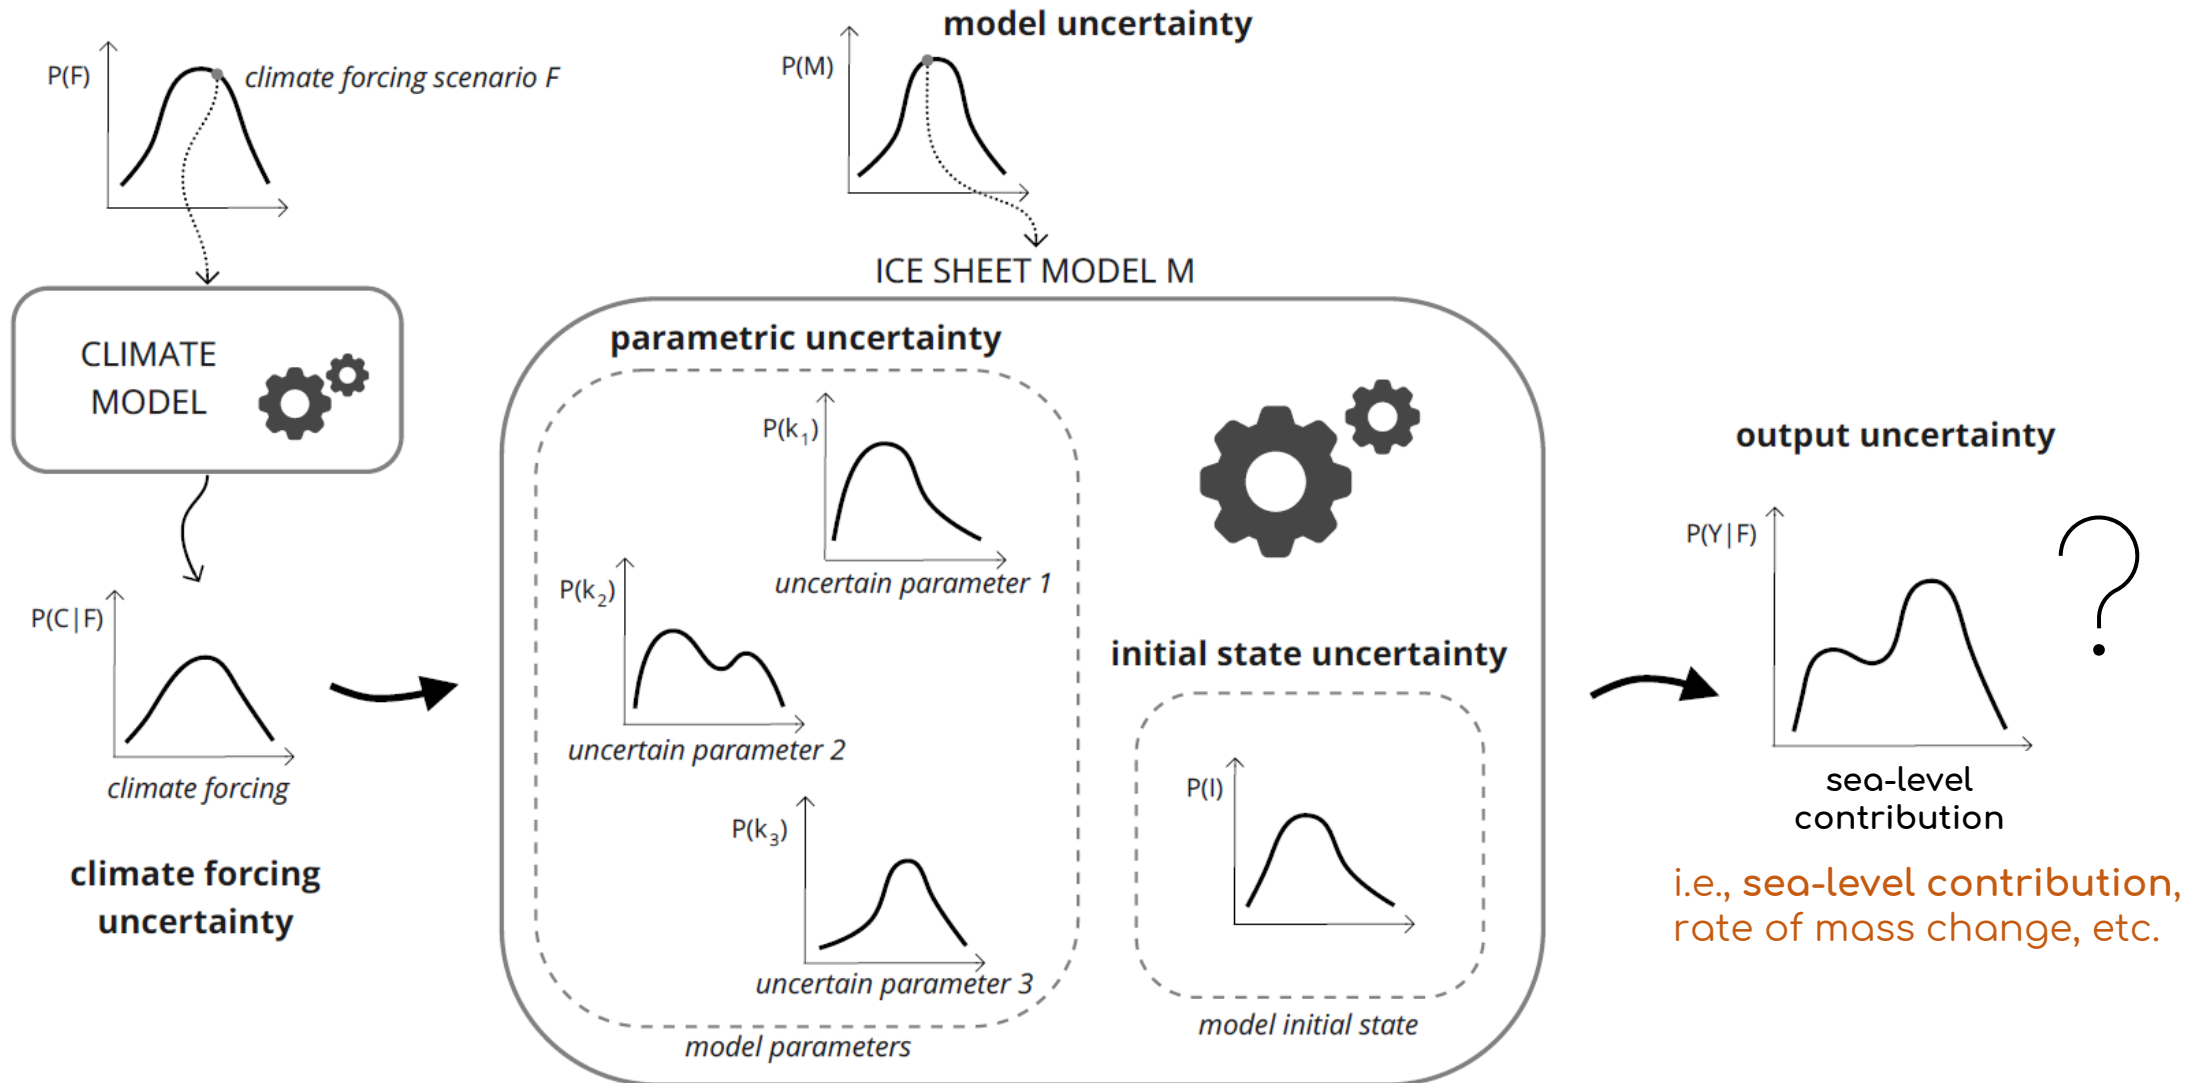 model uncertainty
P(F)
climate forcing scenario F
P(M)
ICE SHEET MODEL M
CLIMATE
MODEL
parametric uncertainty
P(k₁)
uncertain parameter 1
P(k₂)
uncertain parameter 2
P(k₃)
uncertain parameter 3
model parameters
initial state uncertainty
P(I)
model initial state
P(C|F)
climate forcing
climate forcing
uncertainty
output uncertainty
P(Y|F)
?
sea-level
contribution
i.e., sea-level contribution,
rate of mass change, etc.